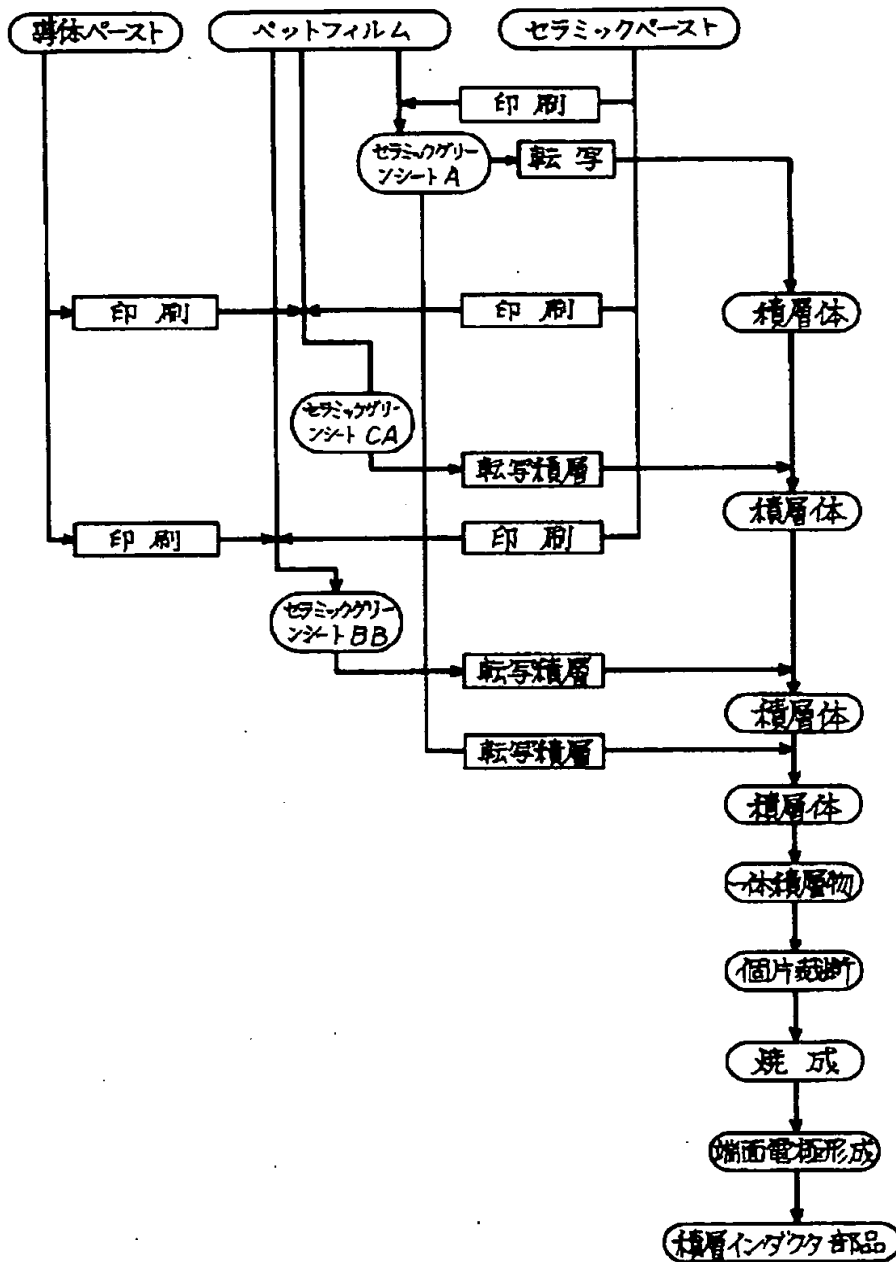 導体ペースト
ペットフィルム
セラミックペースト
印刷
セラミックグリー
ンシートA
転写
印刷
印刷
積層体
セラミックグリー
ンシート CA
転写積層
積層体
印刷
印刷
セラミックグリー
ンシートBB
転写積層
積層体
転写積層
積層体
一体積層物
個片裁断
焼成
端面電極形成
積層インダクタ部品